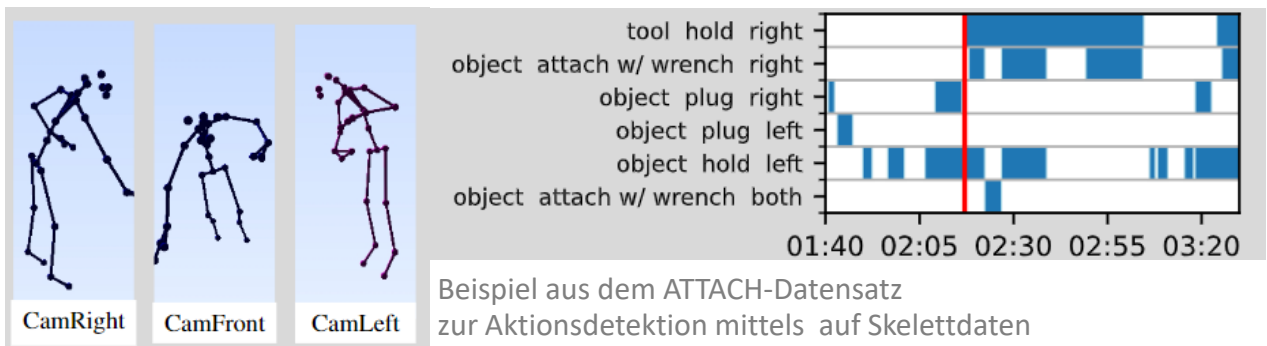 CamRight
CamFront
CamLeft
tool hold right
object attach w/ wrench right
object plug right
object plug left
object hold left
object attach w/ wrench both
01:40 02:05 02:30 02:55 03:20
Beispiel aus dem ATTACH-Datensatz
zur Aktionsdetektion mittels auf Skelettdaten